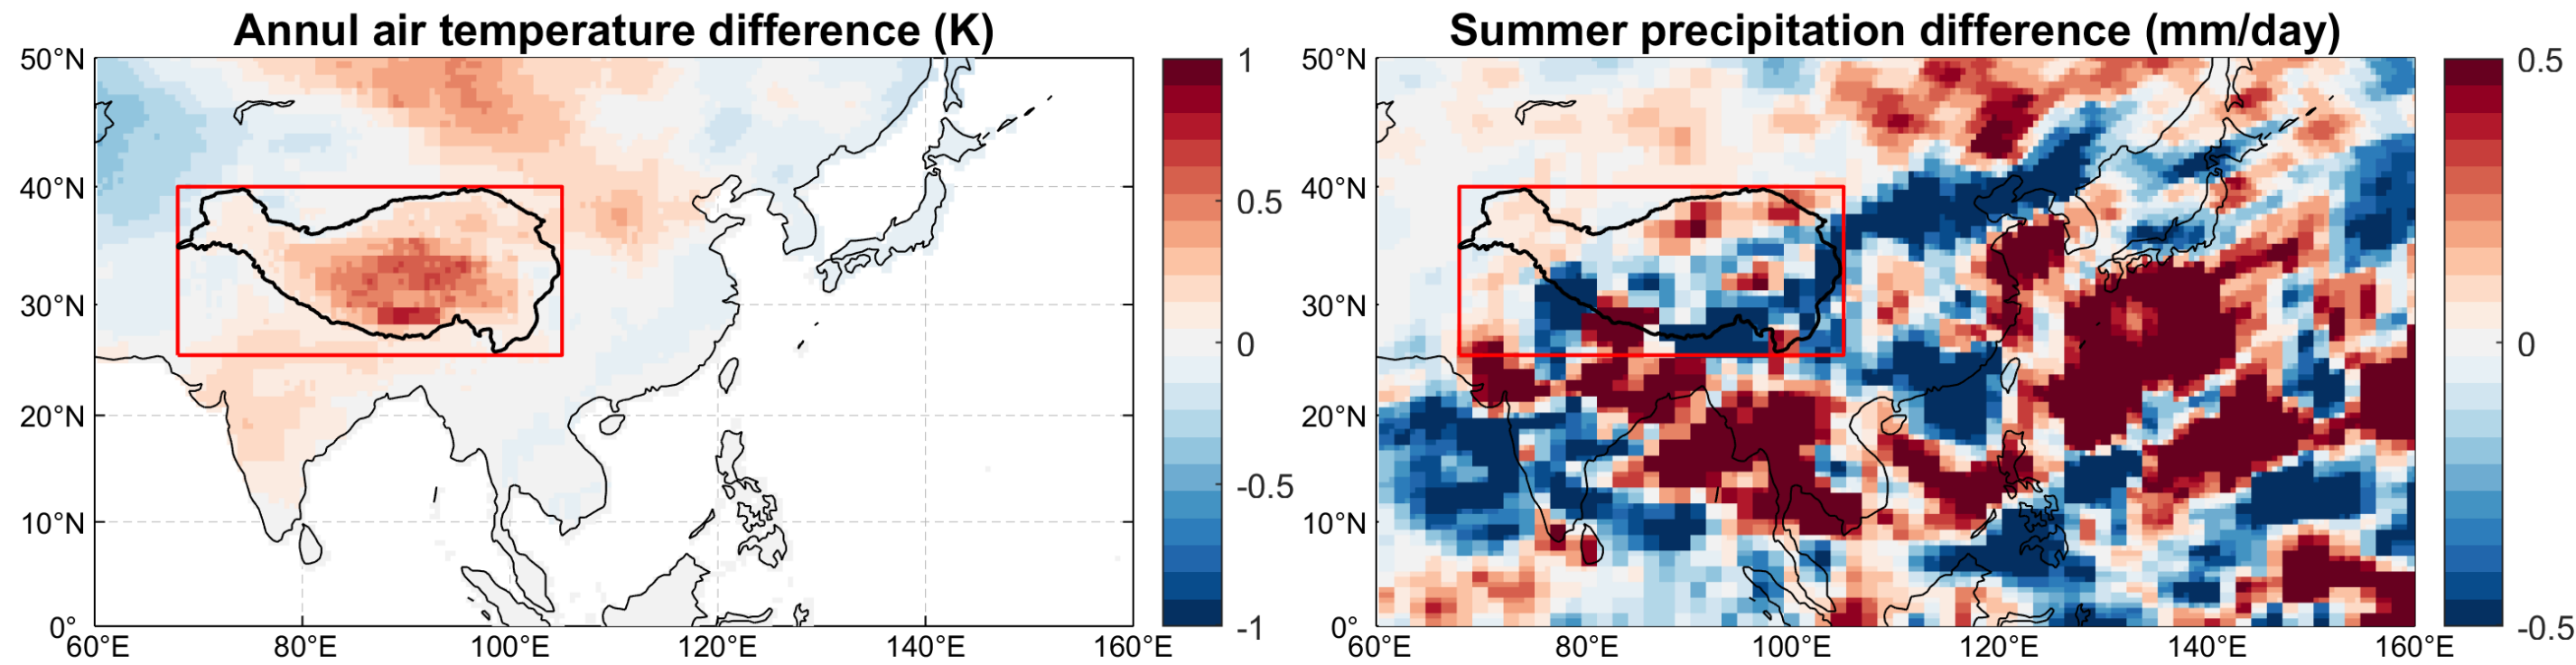 Annul air temperature difference (K)
50°N
40°N
30°N
20°N
10°N
0°
60°E
80°E
100°E
120°E
140°E
160°E
1
0.5
0
-0.5
-1
Summer precipitation difference (mm/day)
50°N
40°N
30°N
20°N
10°N
0°
60°E
80°E
100°E
120°E
140°E
160°E
0.5
0
-0.5